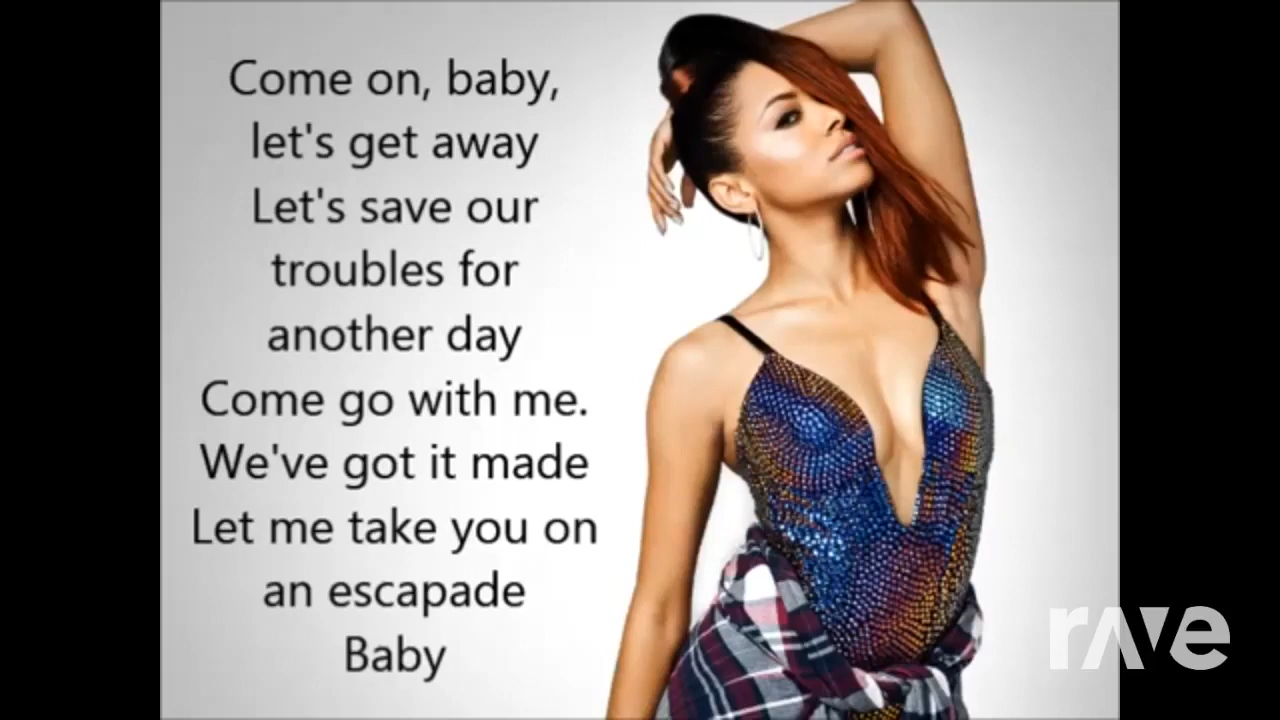 Come on, baby,
let's get away
Let's save our
troubles for
another day
Come go with me.
We've got it made
Let me take you on
an escapade
Baby
rave